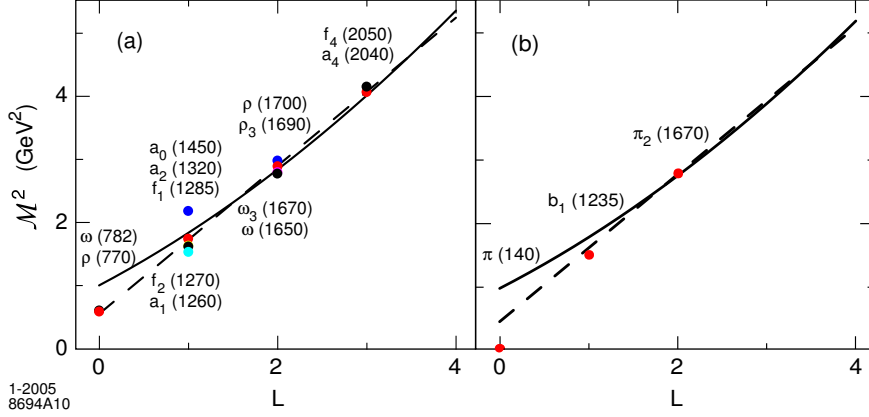 (a)
f4 (2050)
a4 (2040)
ρ (1700)
ρ3 (1690)
a0 (1450)
a2 (1320)
f1 (1285)
ω3 (1670)
ω (1650)
ω (782)
ρ (770)
f2 (1270)
a1 (1260)
ℳ2 (GeV2)
4
2
0
0
2
4
L
(b)
π2 (1670)
b1 (1235)
π (140)
0
2
4
L
1-2005
8694A10